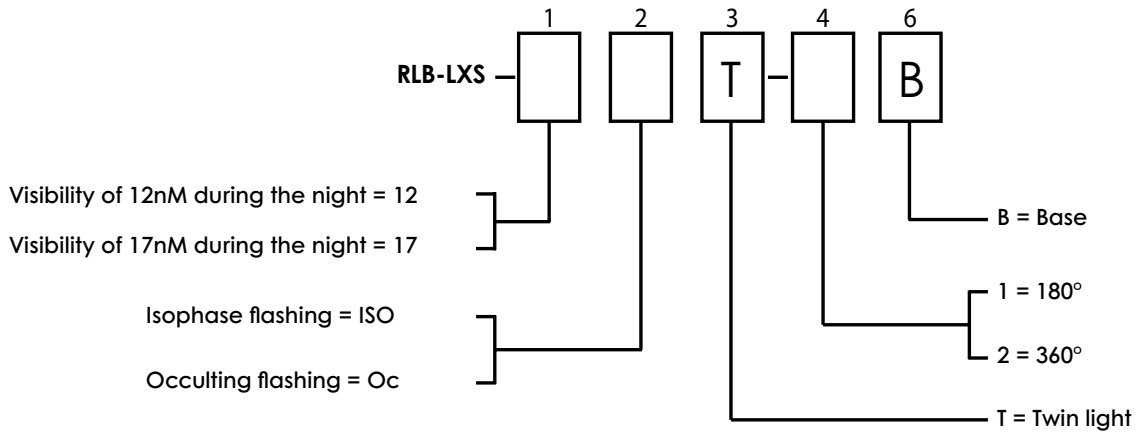 1 2 3 4 6
RLB-LXS – T – B
Visibility of 12nM during the night = 12
Visibility of 17nM during the night = 17
B = Base
1 = 180°
Isophase flashing = ISO
2 = 360°
Occulting flashing = Oc
T = Twin light